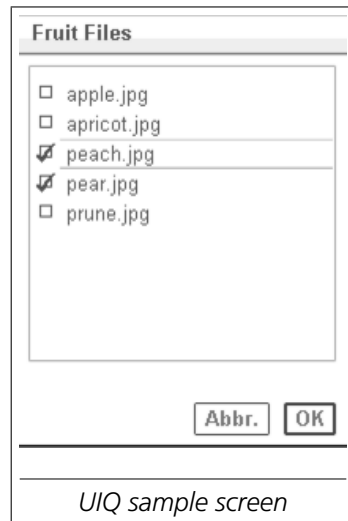 Fruit Files
apple.jpg
apricot.jpg
peach.jpg
pear.jpg
prune.jpg
Abbr. OK
UIQ sample screen